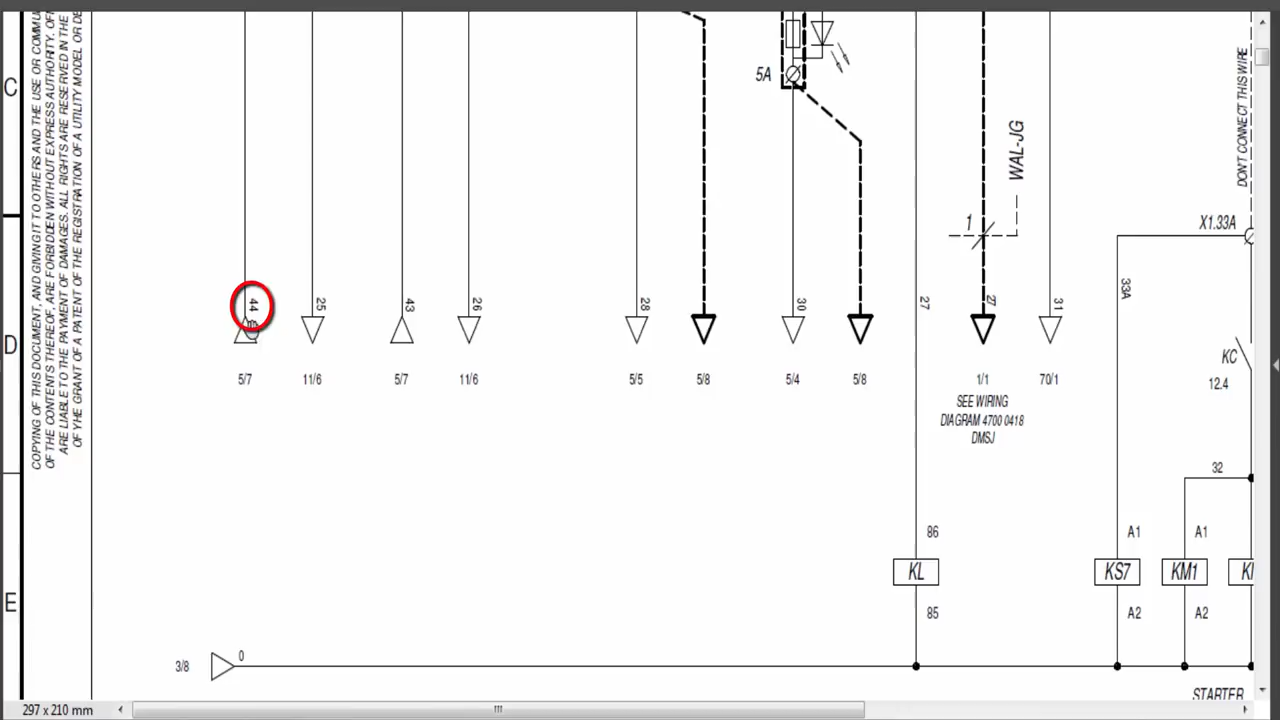 COPYING OF THIS DOCUMENT, AND GIVING IT TO OTHERS AND THE USE OR COMMU
OF THE CONTENTS THEREOF, ARE FORBIDDEN WITHOUT EXPRESS AUTHORITY. OF
ARE LIABLE TO THE PAYMENT OF DAMAGES. ALL RIGHTS ARE RESERVED IN THE
OF YHE GRANT OF A PATENT OF THE REGISTRATION OF A UTILITY MODEL OR DE
C
D
E
5A
WAL-JG
1
DON'T CONNECT THIS WIRE
X1.33A
33A
44
25
43
26
28
30
27
27
31
KC
12.4
5/7
11/6
5/7
11/6
5/5
5/8
5/4
5/8
1/1
70/1
SEE WIRING
DIAGRAM 4700 0418
DMSJ
32
86
A1
A1
KL
KS7
KM1
85
A2
A2
3/8
0
STARTER
297 x 210 mm